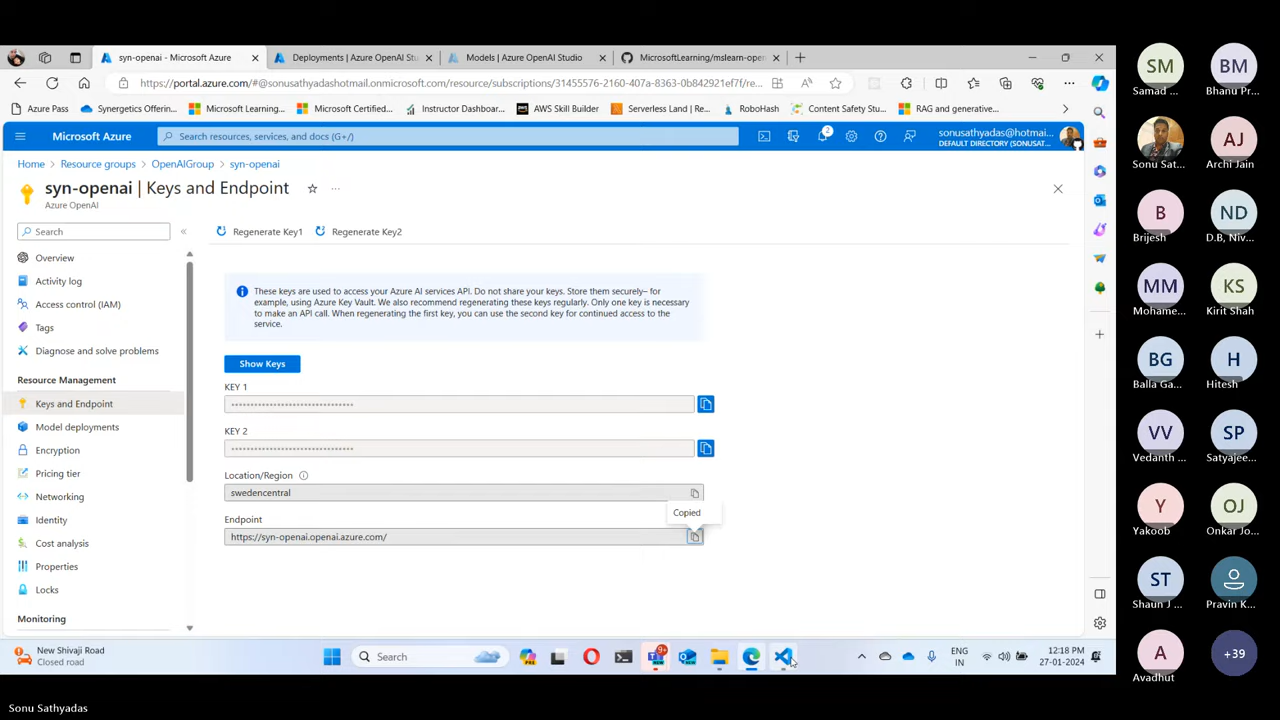 syn-openai - Microsoft Azure
Deployments | Azure OpenAI Stu
Models | Azure OpenAI Studio
MicrosoftLearning/mslearn-open
https://portal.azure.com/#@sonusathyadashotmail.onmicrosoft.com/resource/subscriptions/31455576-2160-407a-8363-0b842921ef7f/re...
Azure Pass
Synergetics Offering...
Microsoft Learning...
Microsoft Certified...
Instructor Dashboar...
AWS Skill Builder
Serverless Land | Re...
RoboHash
Content Safety Stu...
RAG and generative...
Microsoft Azure
Search resources, services, and docs (G+/)
2
sonusathyadas@hotmai...
DEFAULT DIRECTORY (SONUSAT...
Home > Resource groups > OpenAIGroup > syn-openai
syn-openai | Keys and Endpoint
Azure OpenAI
Search
Overview
Activity log
Access control (IAM)
Tags
Diagnose and solve problems
Resource Management
Keys and Endpoint
Model deployments
Encryption
Pricing tier
Networking
Identity
Cost analysis
Properties
Locks
Monitoring
Regenerate Key1
Regenerate Key2
These keys are used to access your Azure AI services API. Do not share your keys. Store them securely– for
example, using Azure Key Vault. We also recommend regenerating these keys regularly. Only one key is necessary
to make an API call. When regenerating the first key, you can use the second key for continued access to the
service.
Show Keys
KEY 1
KEY 2
Location/Region
swedencentral
Copied
Endpoint
https://syn-openai.openai.azure.com/
New Shivaji Road
Closed road
Search
9+
ENG
IN
12:18 PM
27-01-2024
Sonu Sathyadas
SM
Samad ...
BM
Bhanu Pr...
Sonu Sat...
AJ
Archi Jain
B
Brijesh
ND
D.B, Niv...
MM
Mohame...
KS
Kirit Shah
BG
Balla Ga...
H
Hitesh
VV
Vedanth ...
SP
Satyajee...
Y
Yakoob
OJ
Onkar Jo...
ST
Shaun J ...
Pravin K...
A
Avadhut
+39